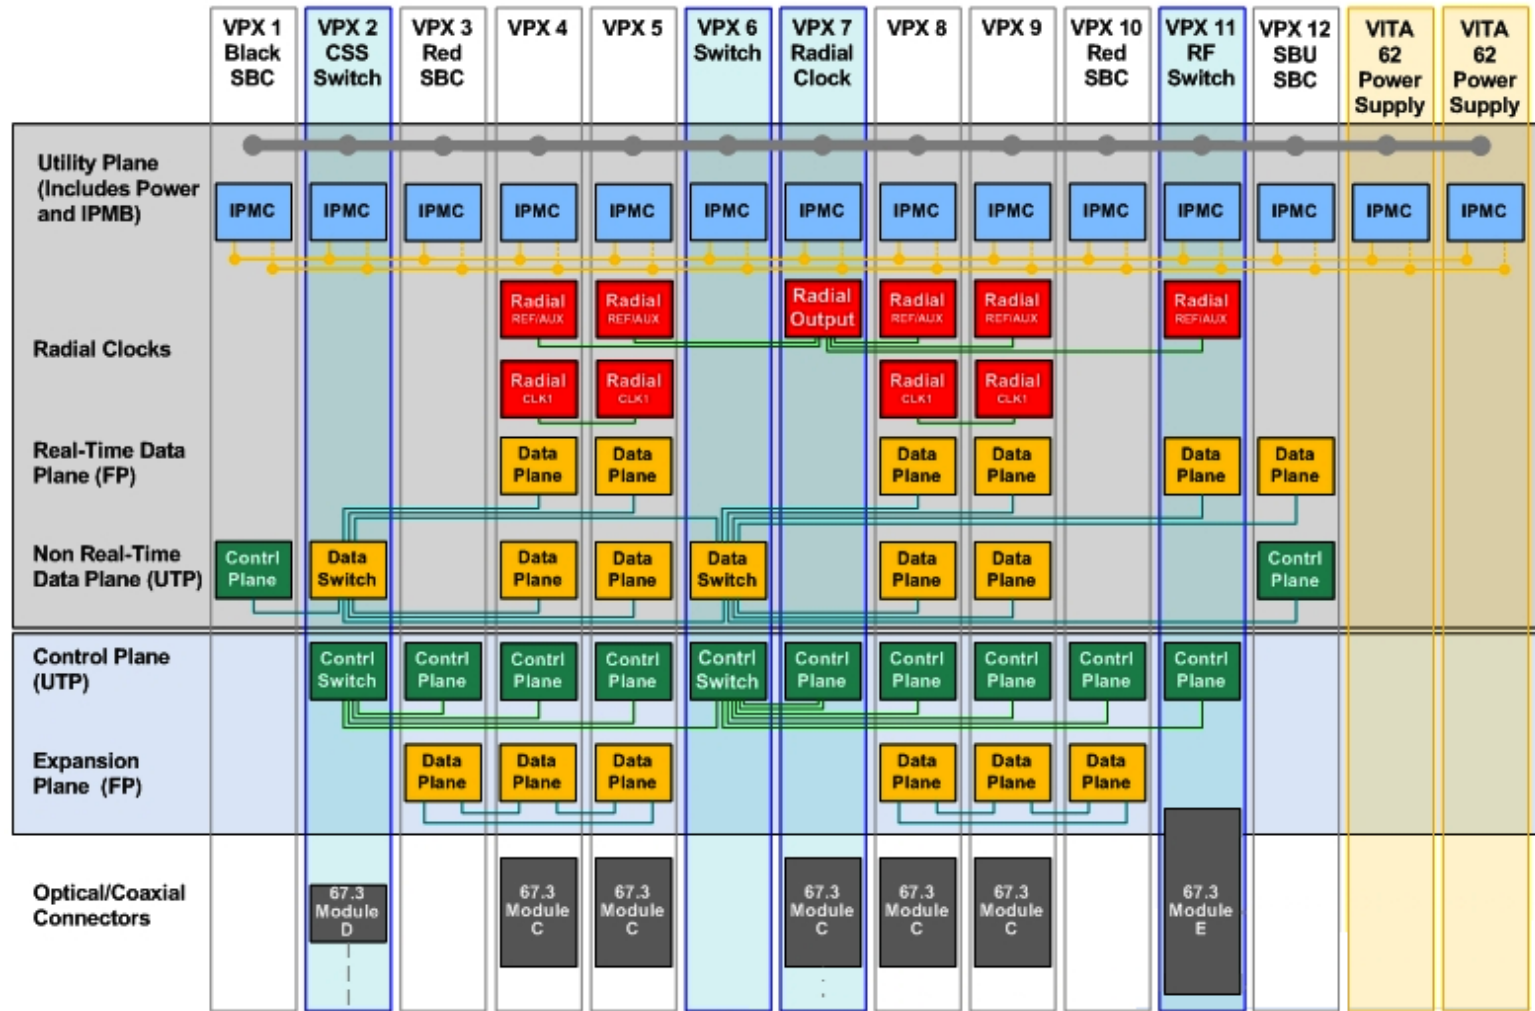 VPX 1
Black
SBC
VPX 2
CSS
Switch
VPX 3
Red
SBC
VPX 4
VPX 5
VPX 6
Switch
VPX 7
Radial
Clock
VPX 8
VPX 9
VPX 10
Red
SBC
VPX 11
RF
Switch
VPX 12
SBU
SBC
VITA
62
Power
Supply
VITA
62
Power
Supply
Utility Plane
(Includes Power
and IPMB)
IPMC
IPMC
IPMC
IPMC
IPMC
IPMC
IPMC
IPMC
IPMC
IPMC
IPMC
IPMC
IPMC
IPMC
Radial Clocks
Radial
REF/AUX
Radial
REF/AUX
Radial
Output
Radial
REF/AUX
Radial
REF/AUX
Radial
REF/AUX
Radial
CLK1
Radial
CLK1
Radial
CLK1
Radial
CLK1
Real-Time Data
Plane (FP)
Data
Plane
Data
Plane
Data
Plane
Data
Plane
Data
Plane
Data
Plane
Non Real-Time
Data Plane (UTP)
Contrl
Plane
Data
Switch
Data
Plane
Data
Plane
Data
Switch
Data
Plane
Data
Plane
Contrl
Plane
Control Plane
(UTP)
Contrl
Switch
Contrl
Plane
Contrl
Plane
Contrl
Plane
Contrl
Switch
Contrl
Plane
Contrl
Plane
Contrl
Plane
Contrl
Plane
Contrl
Plane
Expansion
Plane (FP)
Data
Plane
Data
Plane
Data
Plane
Data
Plane
Data
Plane
Data
Plane
Optical/Coaxial
Connectors
67.3
Module
D
67.3
Module
C
67.3
Module
C
67.3
Module
C
67.3
Module
C
67.3
Module
C
67.3
Module
E